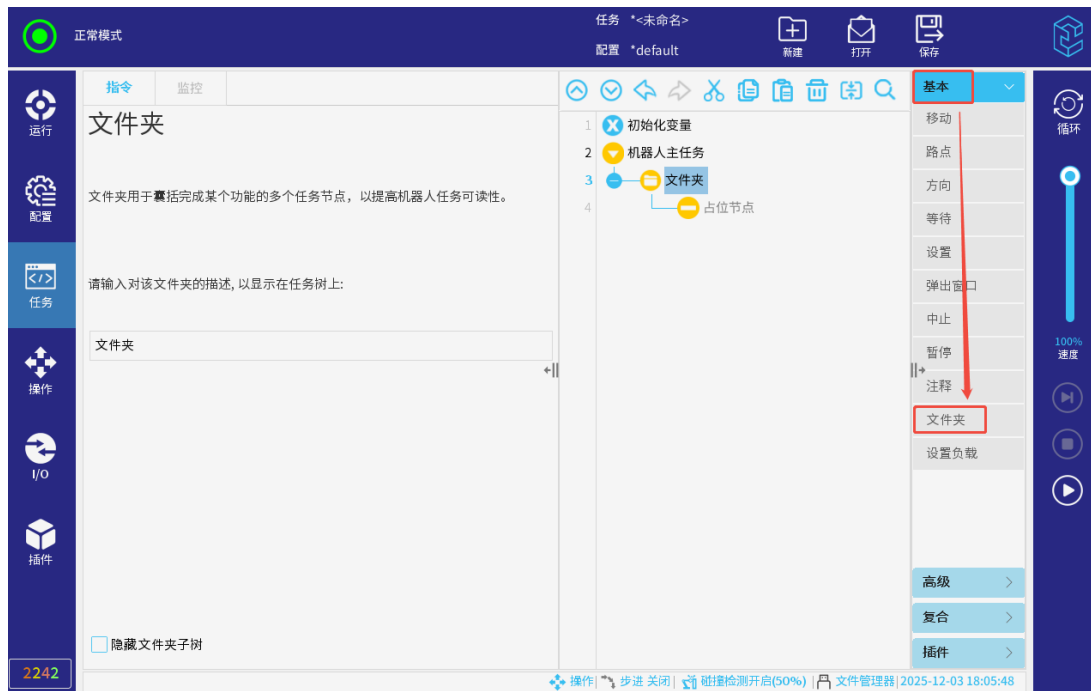 正常模式
任务 *<未命名>
配置 *default
新建
打开
保存
运行
配置
任务
操作
I/O
插件
2242
指令
监控
文件夹
文件夹用于囊括完成某个功能的多个任务节点，以提高机器人任务可读性。
请输入对该文件夹的描述, 以显示在任务树上:
文件夹
隐藏文件夹子树
1 初始化变量
2 机器人主任务
3 文件夹
4 占位节点
基本
移动
路点
方向
等待
设置
弹出窗口
中止
暂停
注释
文件夹
设置负载
高级
复合
插件
循环
100%
速度
操作| 步进 关闭| 碰撞检测开启(50%) | 文件管理器|2025-12-03 18:05:48